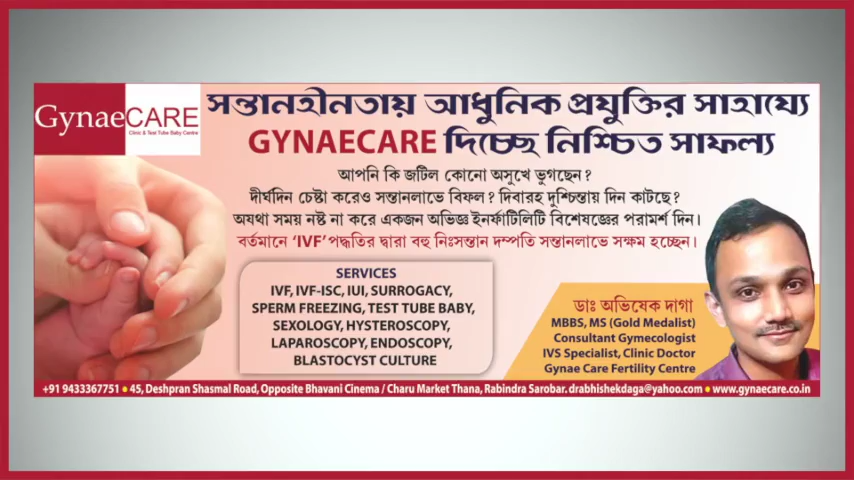 GynaeCARE
Clinic & Test Tube Baby Centre
সন্তানহীনতায় আধুনিক প্রযুক্তির সাহায্যে
GYNAECARE দিচ্ছে নিশ্চিত সাফল্য
আপনি কি জটিল কোনো অসুখে ভুগছেন?
দীর্ঘদিন চেষ্টা করেও সন্তানলাভে বিফল? দিবারহ দুশ্চিন্তায় দিন কাটছে?
অযথা সময় নষ্ট না করে একজন অভিজ্ঞ ইনফার্টিলিটি বিশেষজ্ঞের পরামর্শ নিন।
বর্তমানে ‘IVF’ পদ্ধতির দ্বারা বহু নিঃসন্তান দম্পতি সন্তানলাভে সক্ষম হচ্ছেন।
SERVICES
IVF, IVF-ISC, IUI, SURROGACY,
SPERM FREEZING, TEST TUBE BABY,
SEXOLOGY, HYSTEROSCOPY,
LAPAROSCOPY, ENDOSCOPY,
BLASTOCYST CULTURE
ডাঃ অভিষেক দাগা
MBBS, MS (Gold Medalist)
Consultant Gymecologist
IVS Specialist, Clinic Doctor
Gynae Care Fertility Centre
+91 9433367751 • 45, Deshpran Shasmal Road, Opposite Bhavani Cinema / Charu Market Thana, Rabindra Sarobar. drabhishekdaga@yahoo.com • www.gynaecare.co.in